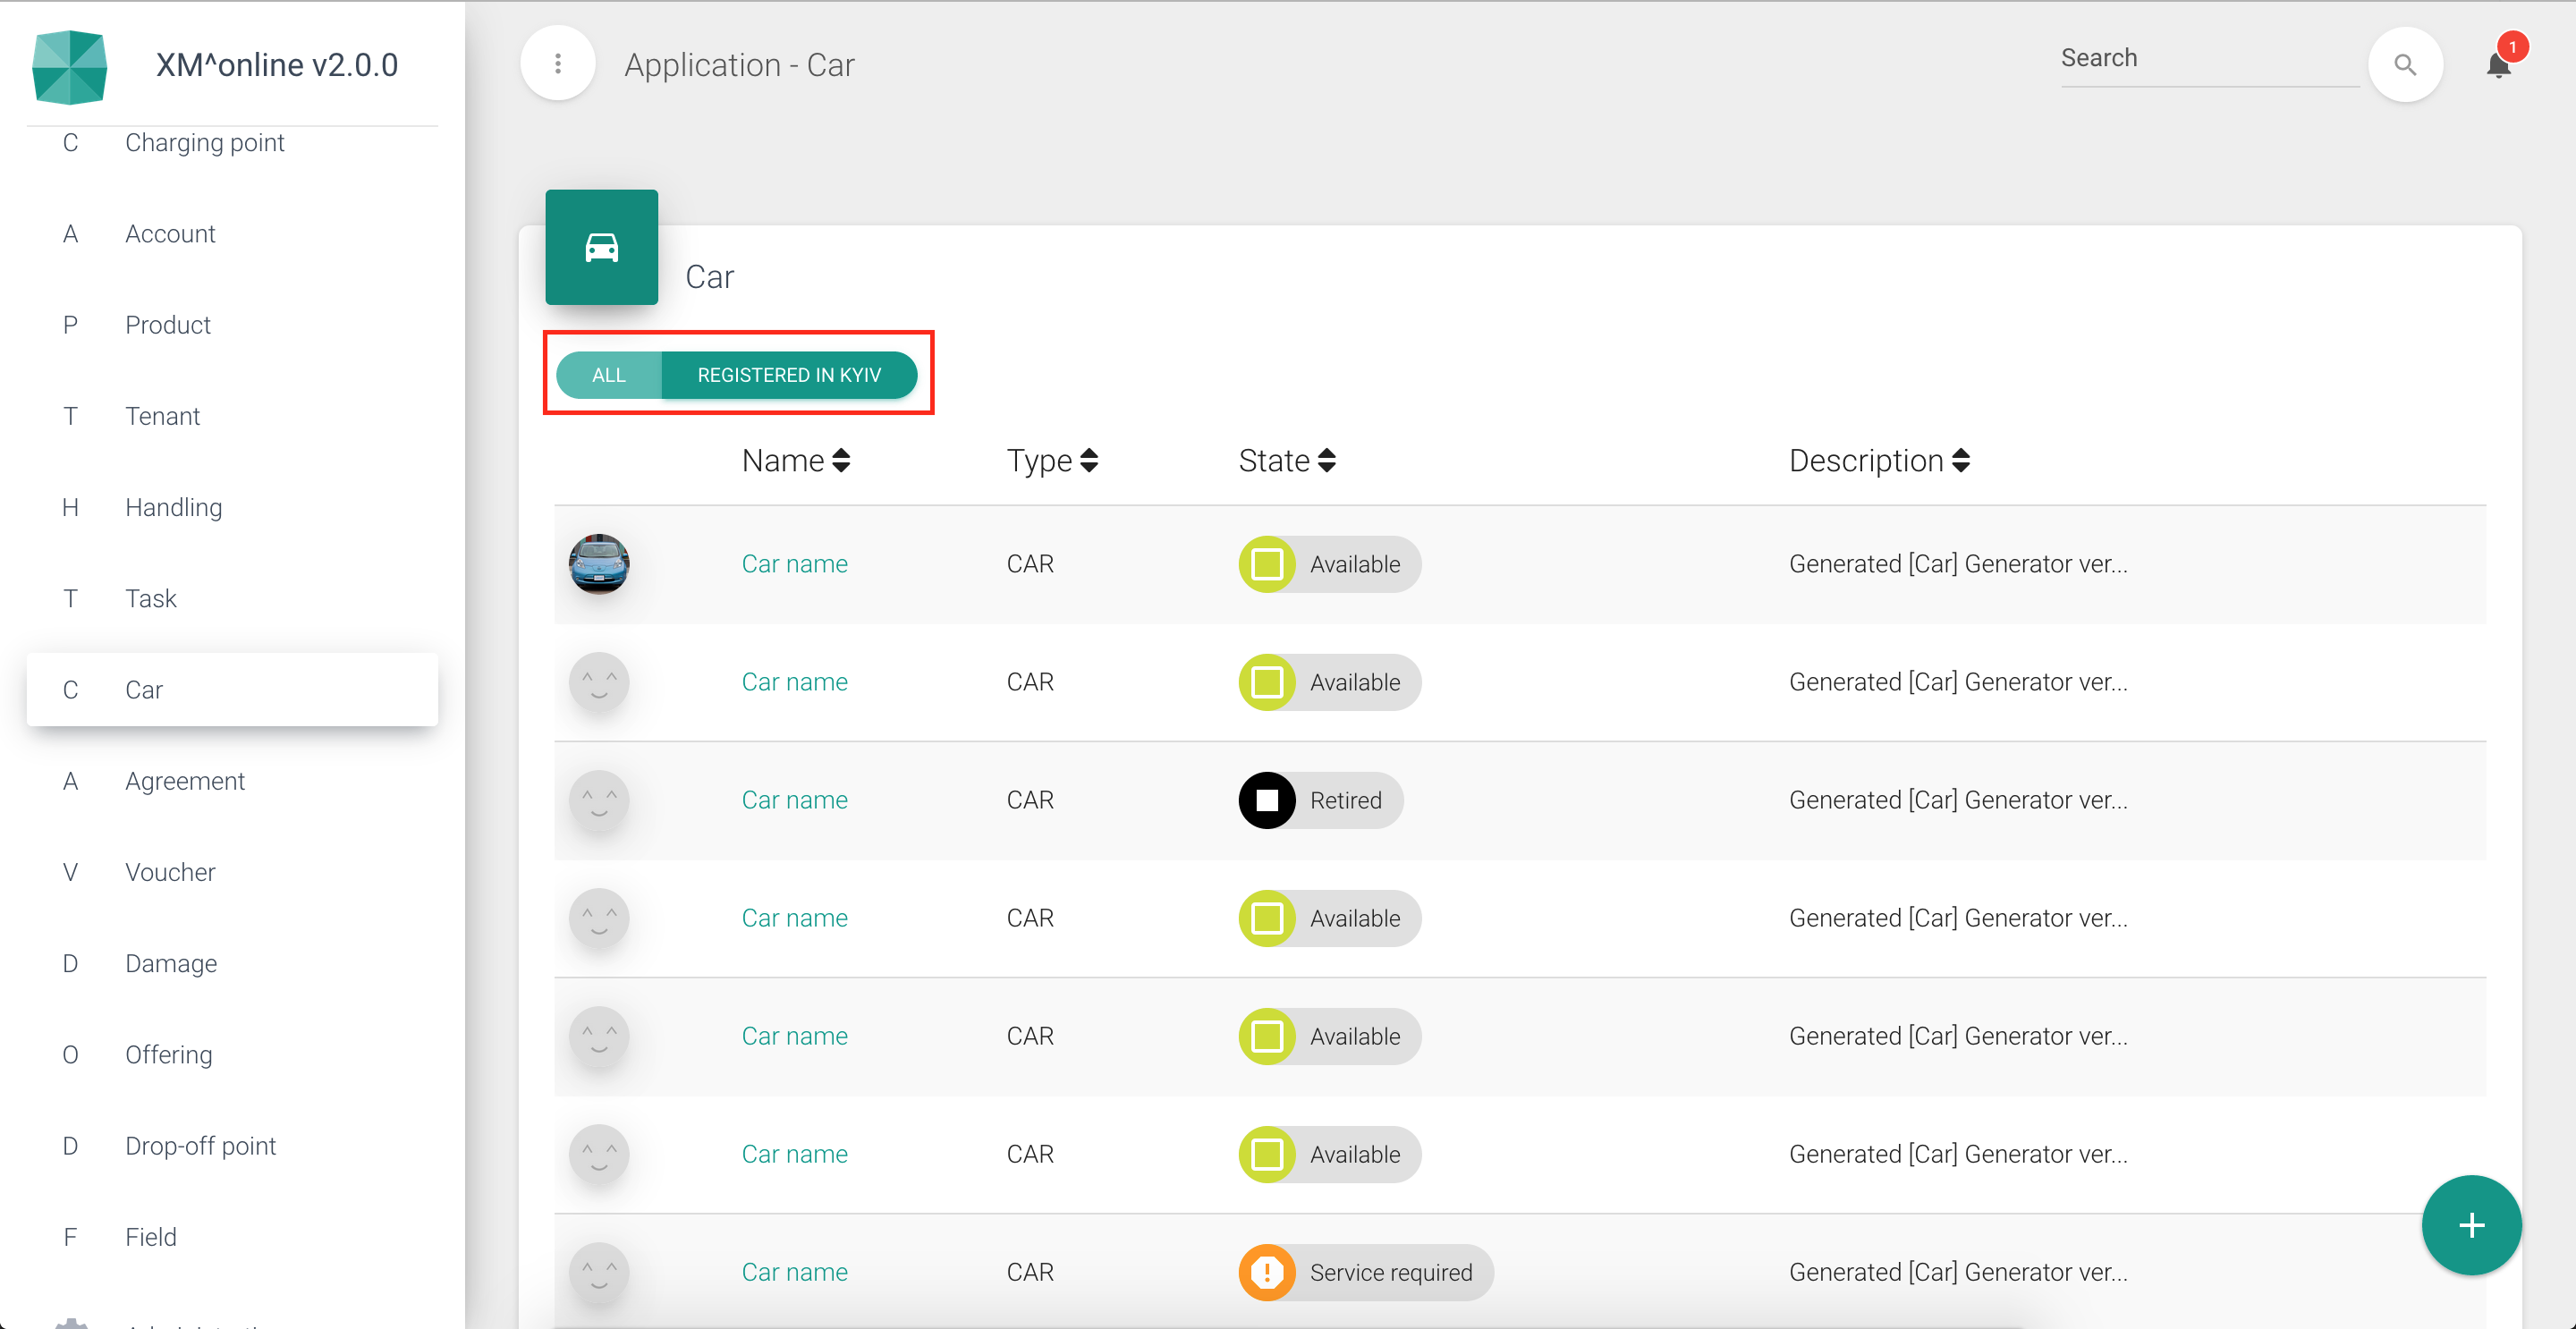 XM^online v2.0.0
C Charging point
A Account
P Product
T Tenant
H Handling
T Task
C Car
A Agreement
V Voucher
D Damage
O Offering
D Drop-off point
F Field
Application - Car
Search
1
Car
ALL REGISTERED IN KYIV
Name Type State Description
Car name CAR Available Generated [Car] Generator ver...
Car name CAR Available Generated [Car] Generator ver...
Car name CAR Retired Generated [Car] Generator ver...
Car name CAR Available Generated [Car] Generator ver...
Car name CAR Available Generated [Car] Generator ver...
Car name CAR Available Generated [Car] Generator ver...
Car name CAR Service required Generated [Car] Generator ver...